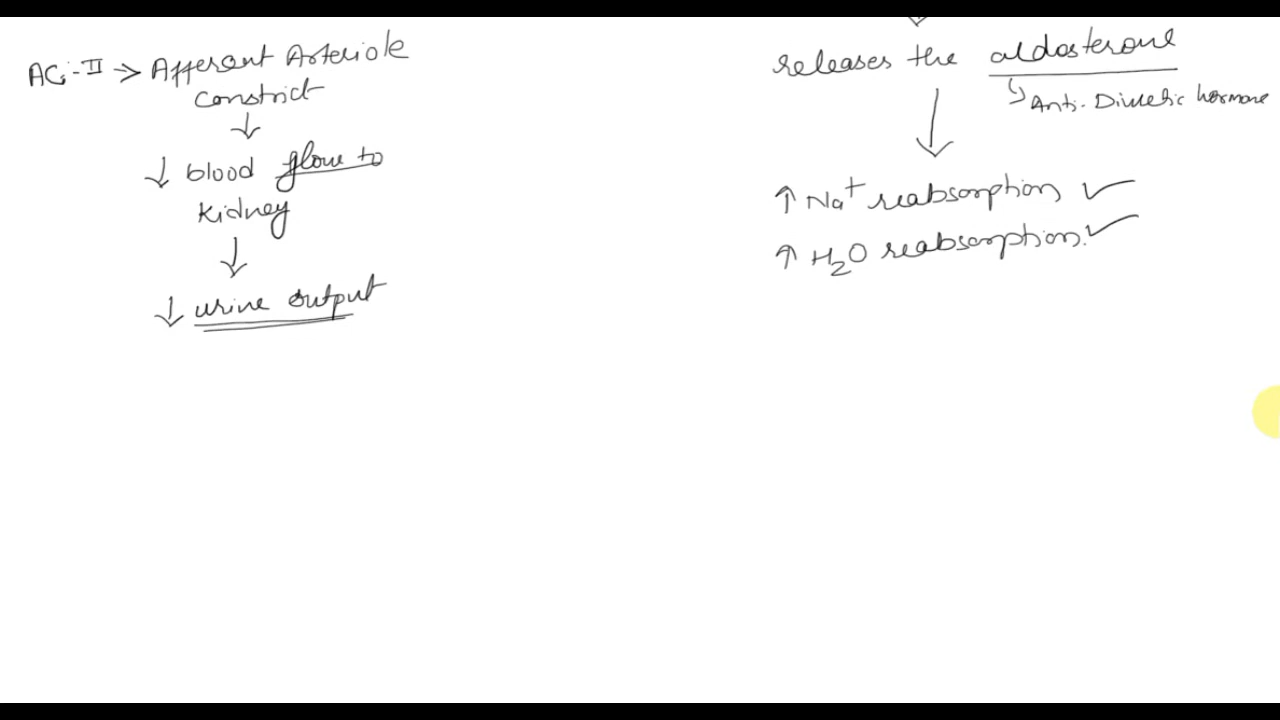 AG-II → Afferent Arteriole
constrict
↓
↓ blood flow to
kidney
↓
↓ urine output
releases the aldosterone
↳ Anti-Diuretic hormone
↓
↑ Na⁺ reabsorption ✓
↑ H₂O reabsorption. ✓